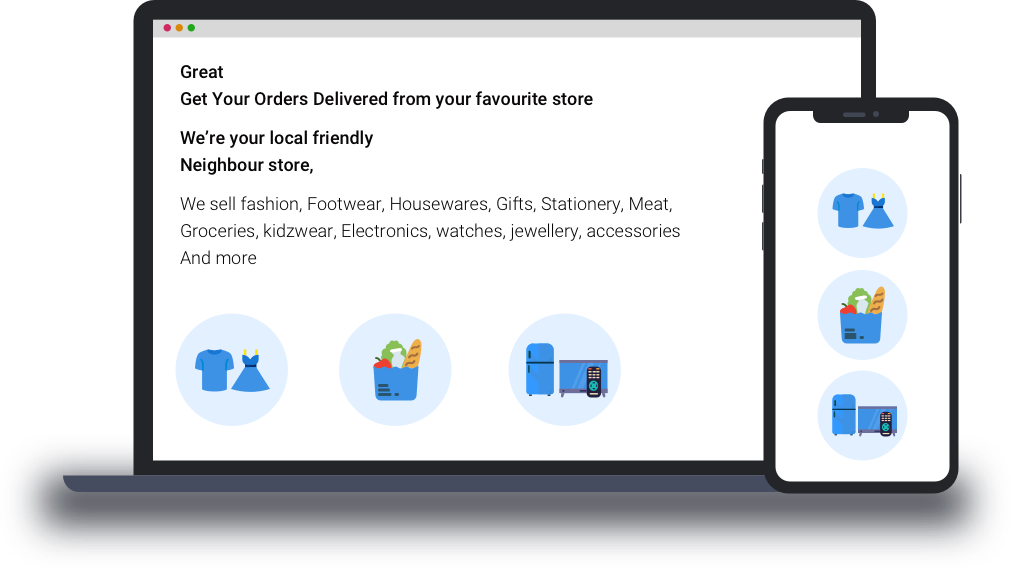 Great
Get Your Orders Delivered from your favourite store
We're your local friendly
Neighbour store,
We sell fashion, Footwear, Housewares, Gifts, Stationery, Meat,
Groceries, kidzwear, Electronics, watches, jewellery, accessories
And more